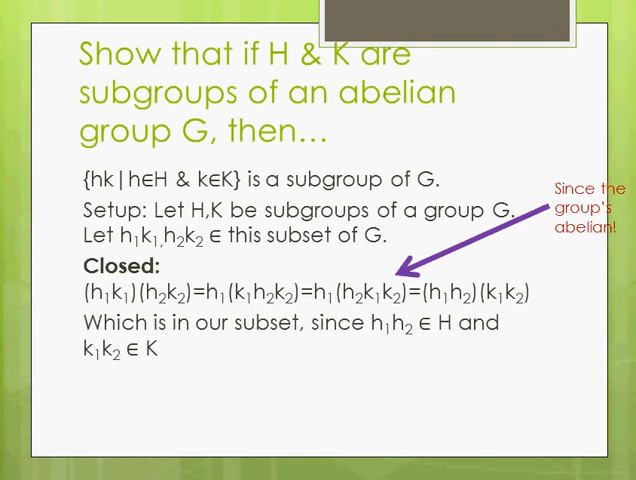 Show that if H & K are
subgroups of an abelian
group G, then…
{hk|hϵH & kϵK} is a subgroup of G.
Setup: Let H,K be subgroups of a group G.
Let h₁k₁,h₂k₂ ϵ this subset of G.
Closed:
(h₁k₁)(h₂k₂)=h₁(k₁h₂k₂)=h₁(h₂k₁k₂)=(h₁h₂)(k₁k₂)
Which is in our subset, since h₁h₂ ϵ H and
k₁k₂ ϵ K
Since the
group's
abelian!